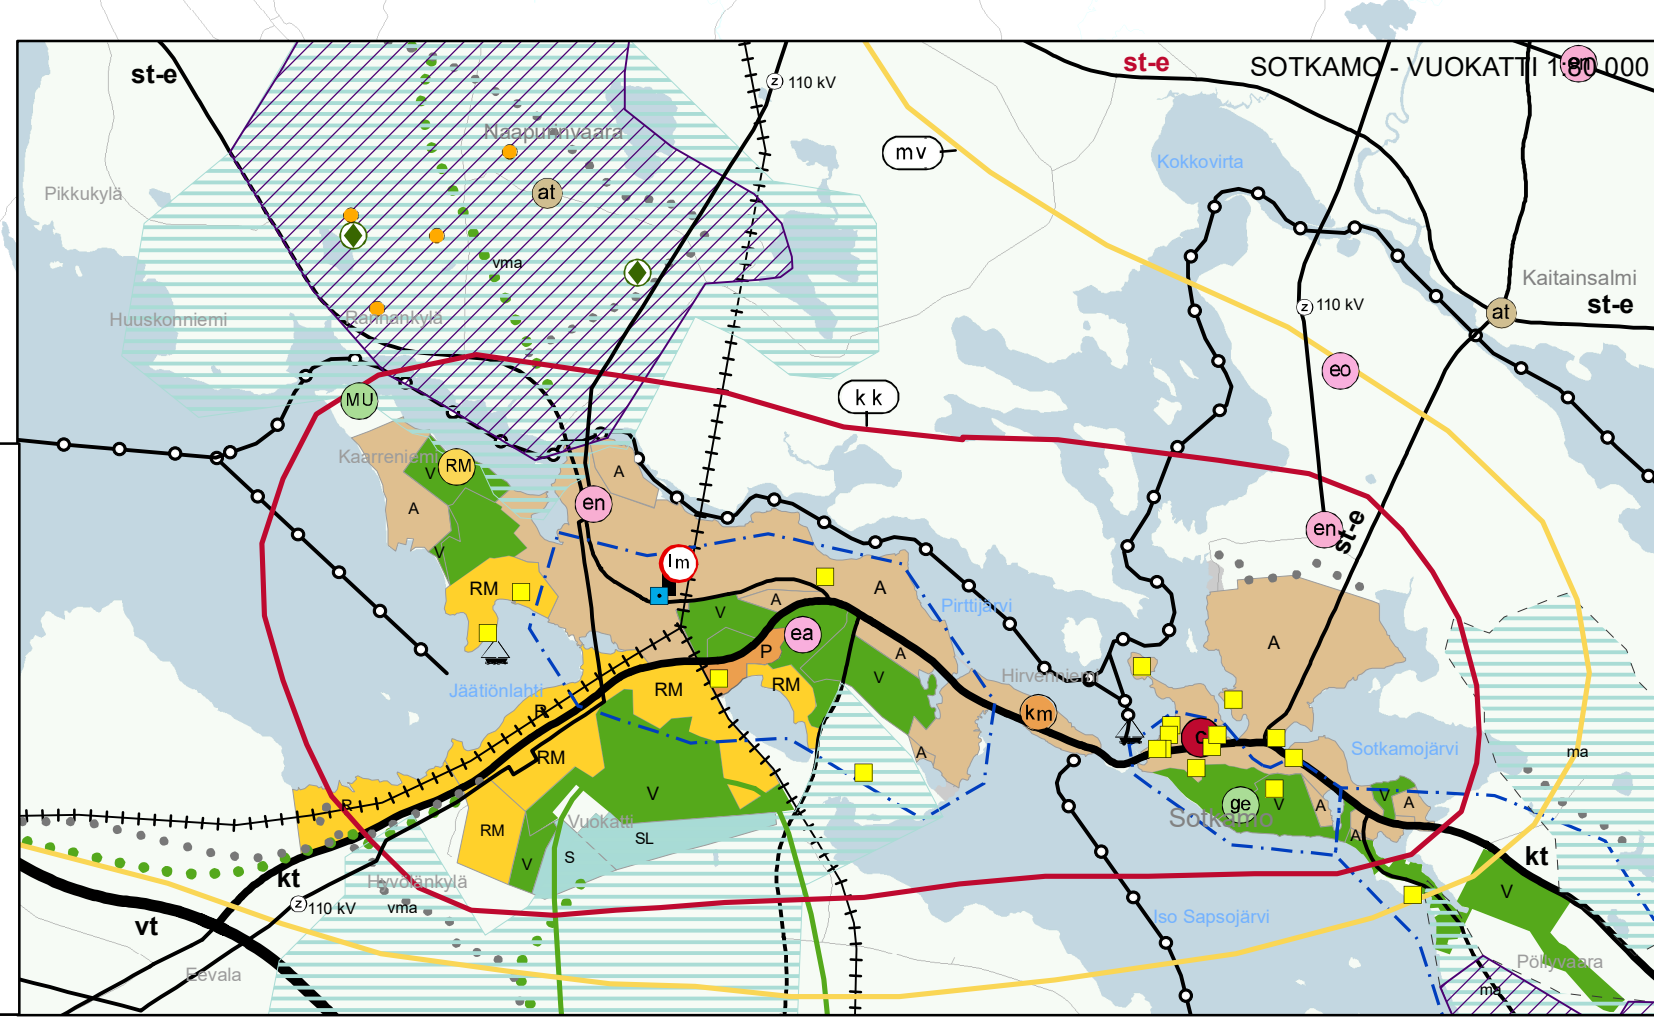 st-e
st-e
SOTKAMO - VUOKATTI 1:80 000
en
z 110 kV
Naapurinvaara
mv
Kokkovirta
Pikkukylä
at
vma
Kaitainsalmi
st-e
Huuskonniemi
Rannankylä
z 110 kV
at
eo
MU
k k
Kaarreniemi
V
RM
A
en
A
en
st-e
V
lm
RM
V
A
A
Pirttijärvi
ea
P
A
A
Hirvenniemi
V
RM
RM
Jäätiönlahti
R
km
c
A
Sotkamojärvi
ma
RM
V
R
ge
V
A
V
A
Sotkamo
RM
Vuokatti
SL
A
V
S
kt
kt
Hyvölänkylä
V
z 110 kV
vma
vt
Iso Sapsojärvi
Eevala
Pöllyvaara
ma